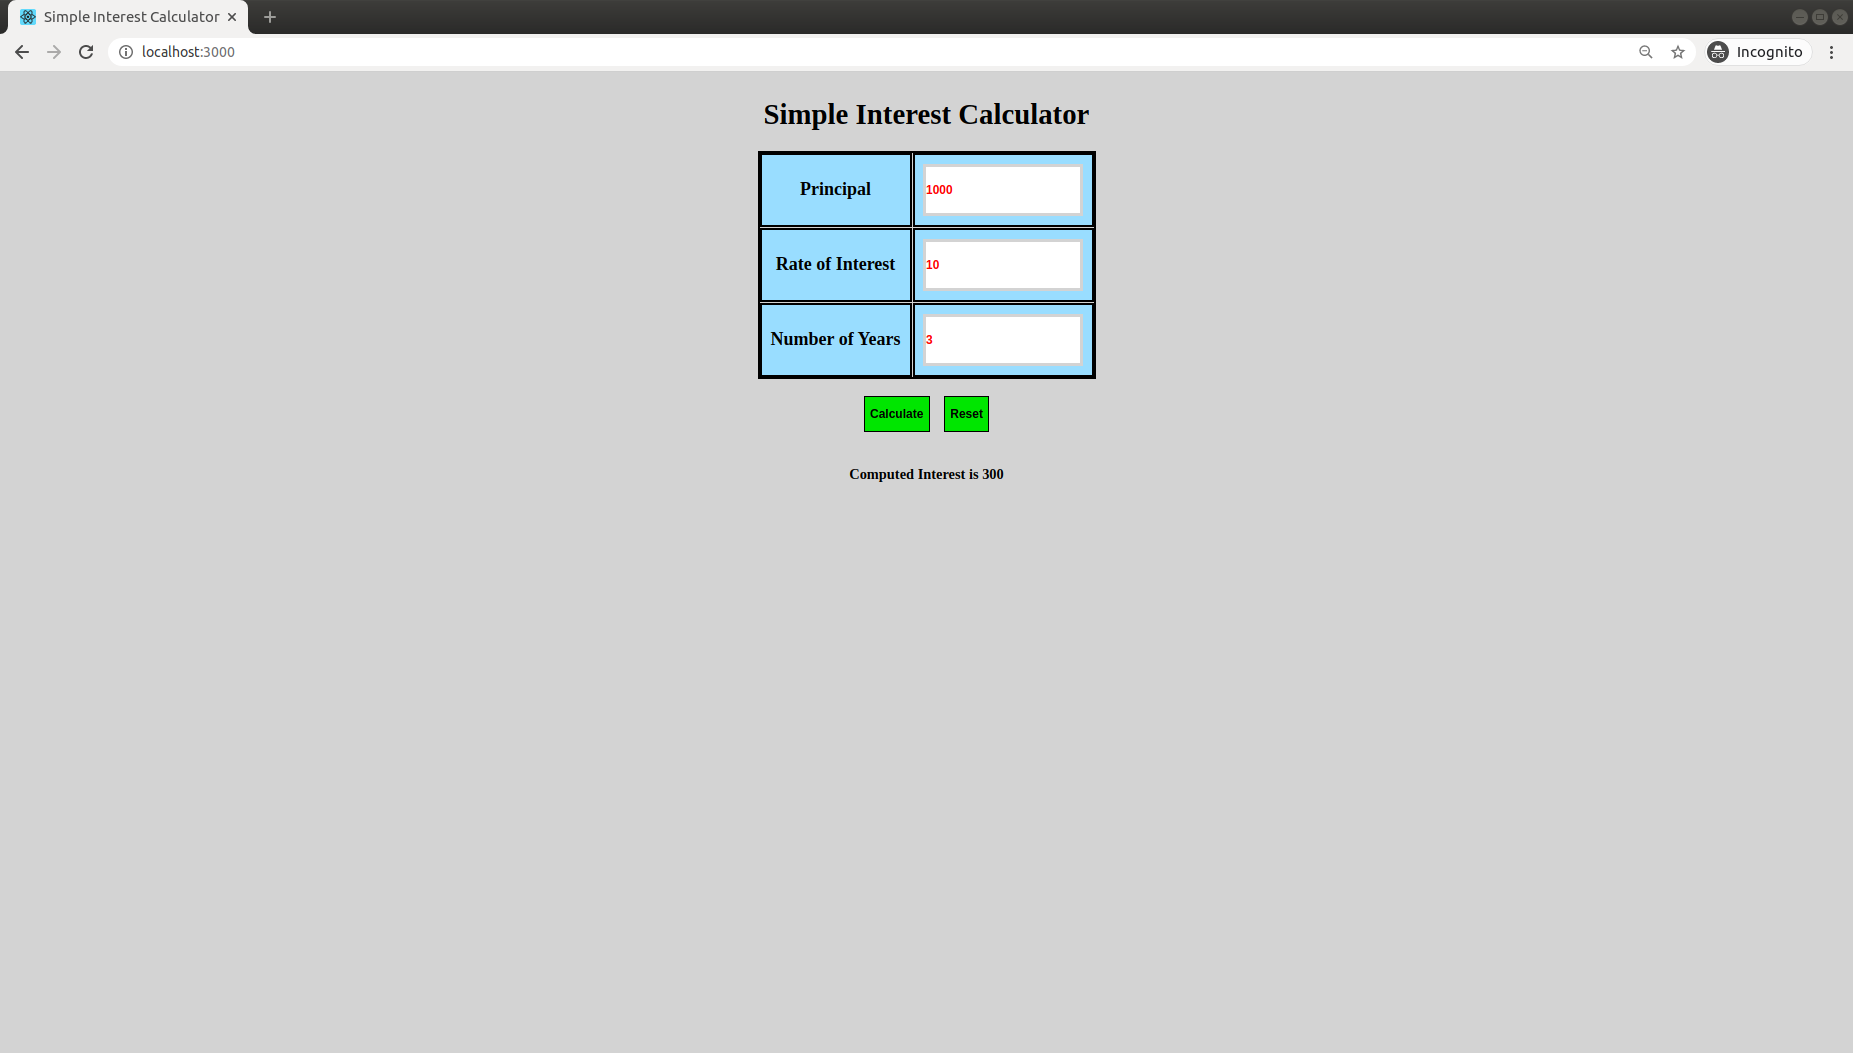 Simple Interest Calculator
localhost:3000
Incognito
Simple Interest Calculator
Principal 1000
Rate of Interest 10
Number of Years 3
Calculate Reset
Computed Interest is 300